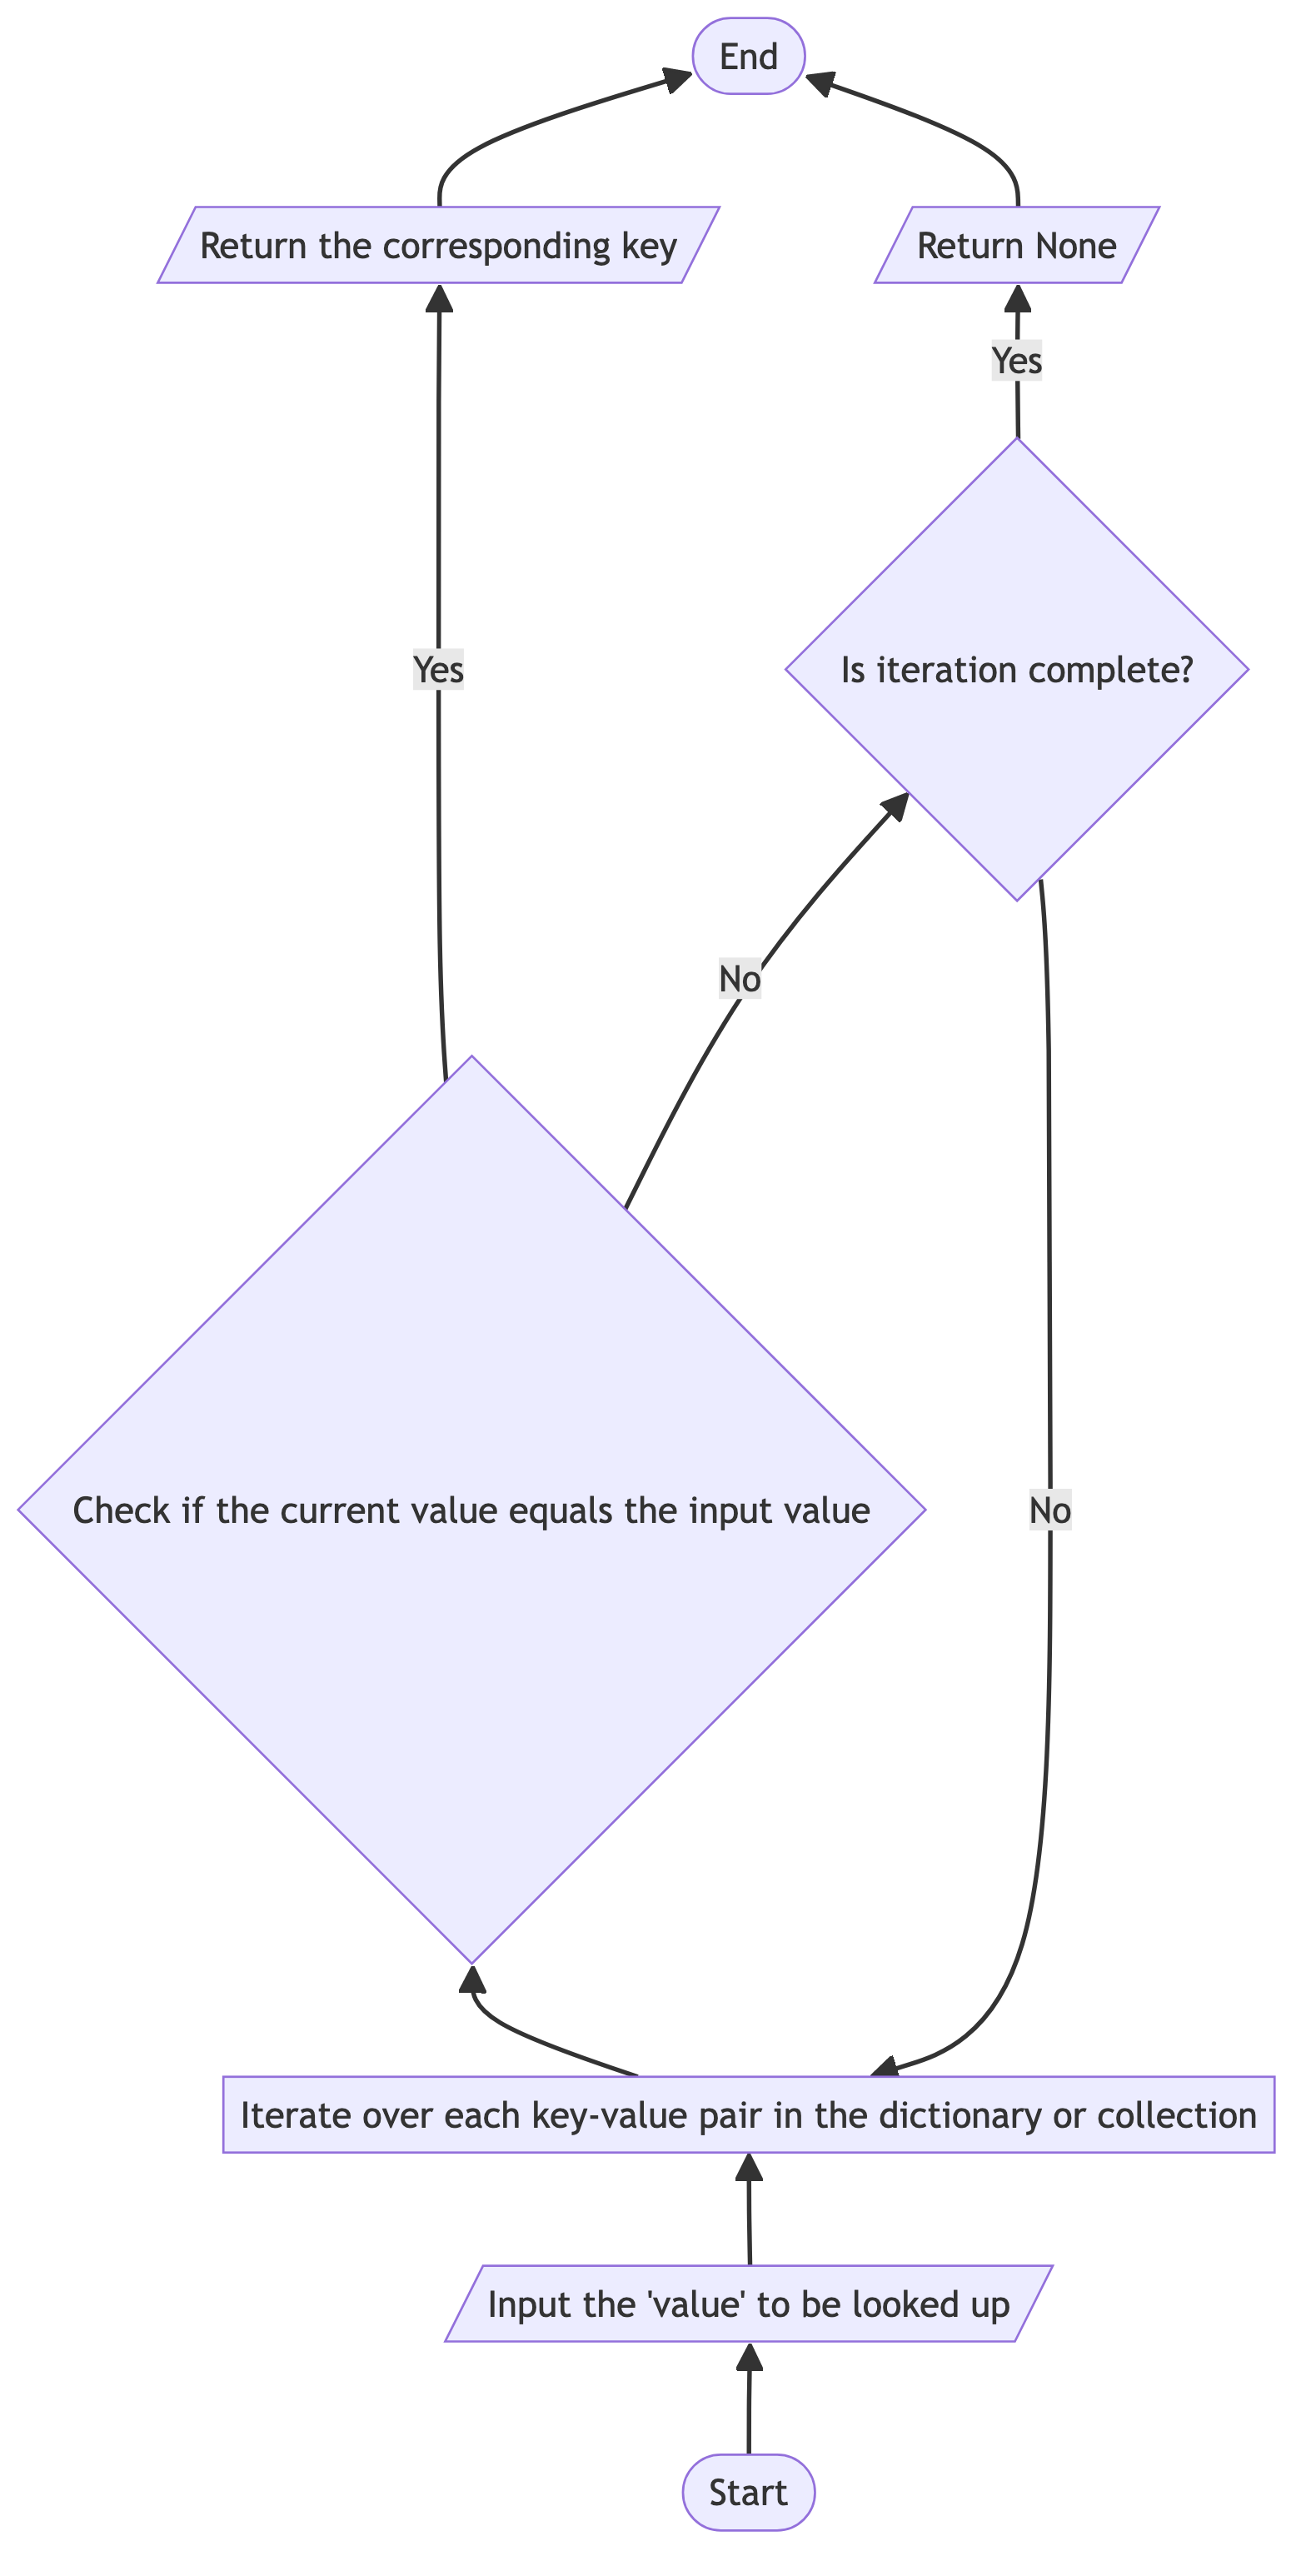 End
Return the corresponding key
Return None
Yes
Yes
Is iteration complete?
No
Check if the current value equals the input value
No
Iterate over each key-value pair in the dictionary or collection
Input the 'value' to be looked up
Start